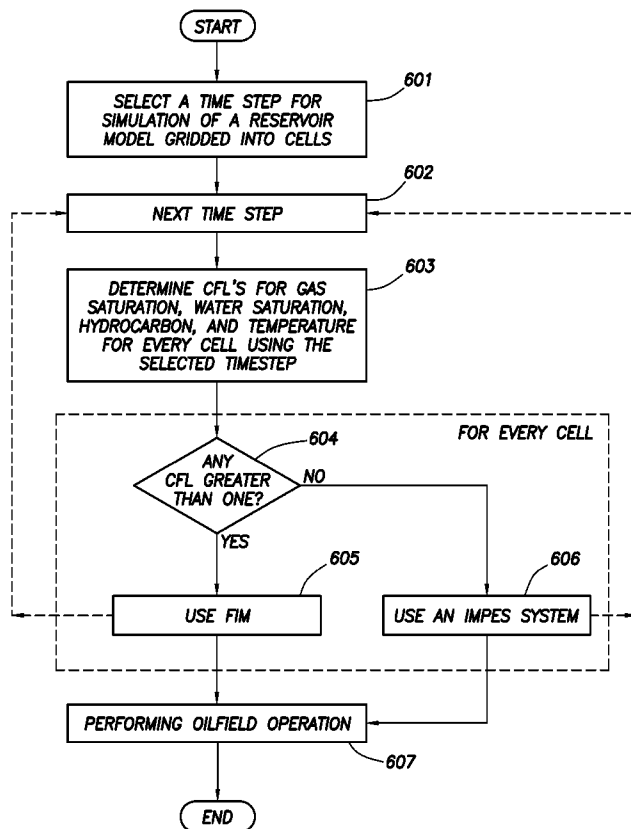 START
601
SELECT A TIME STEP FOR
SIMULATION OF A RESERVOIR
MODEL GRIDDED INTO CELLS
602
NEXT TIME STEP
603
DETERMINE CFL'S FOR GAS
SATURATION, WATER SATURATION,
HYDROCARBON, AND TEMPERATURE
FOR EVERY CELL USING THE
SELECTED TIMESTEP
FOR EVERY CELL
604
ANY
CFL GREATER
THAN ONE?
NO
YES
605
606
USE FIM
USE AN IMPES SYSTEM
PERFORMING OILFIELD OPERATION
607
END